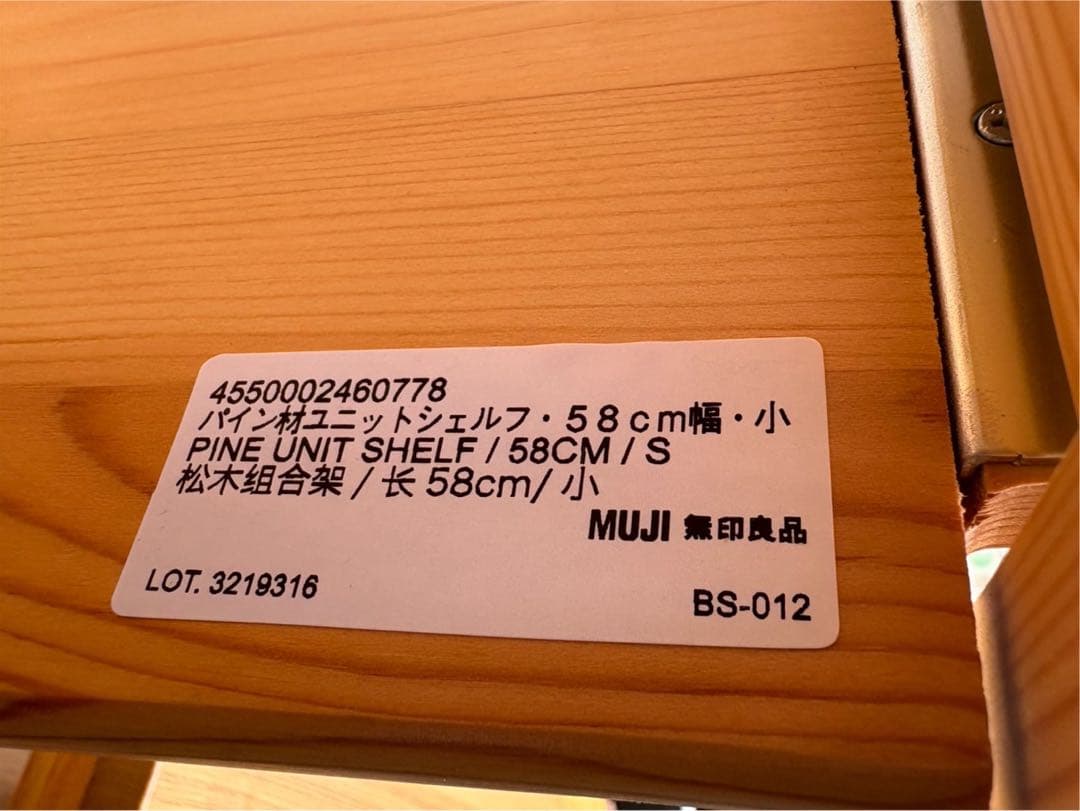 4550002460778
パイン材ユニットシェルフ・５８ｃｍ幅・小
PINE UNIT SHELF / 58CM / S
松木组合架 / 长 58cm/ 小
MUJI 無印良品
LOT. 3219316
BS-012